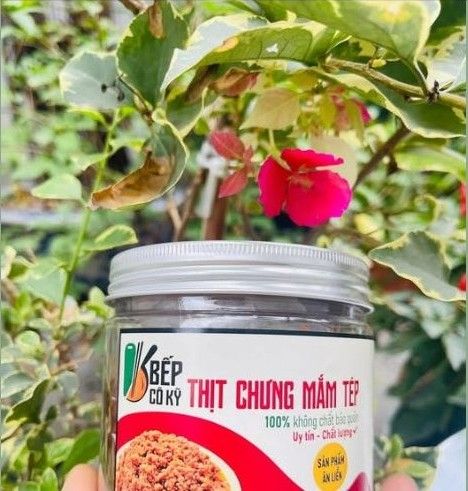 BẾP
CÔ KỲ
THỊT CHƯNG MẮM TÉP
100% không chất bảo quản
Uy tín - Chất lượng
SẢN PHẨM
ĂN LIỀN